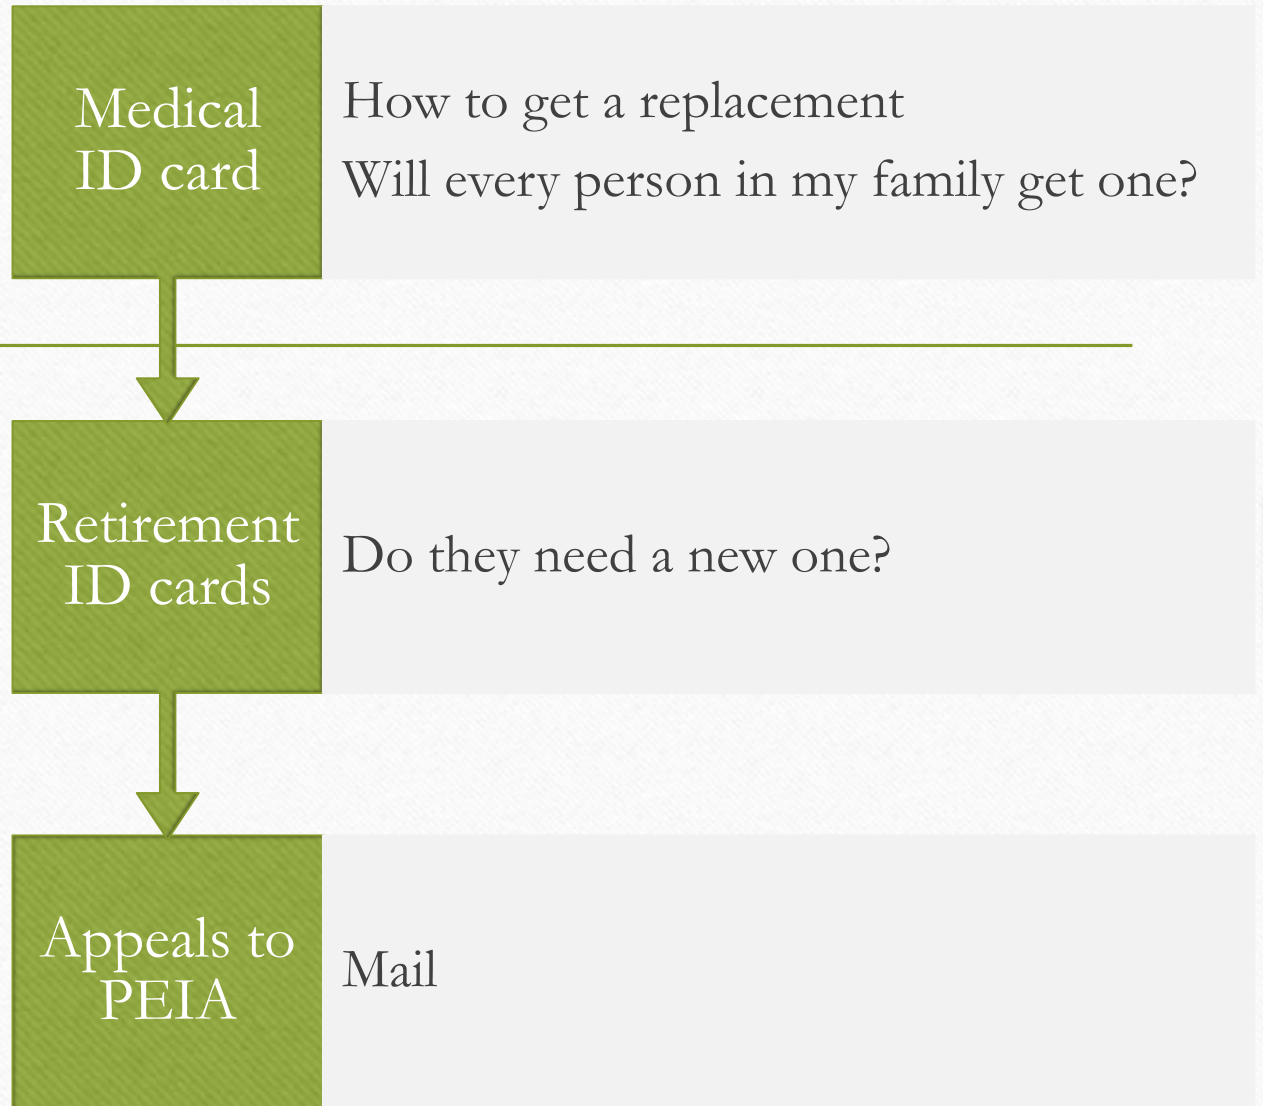 Medical
ID card
How to get a replacement
Will every person in my family get one?
Retirement
ID cards
Do they need a new one?
Appeals to
PEIA
Mail